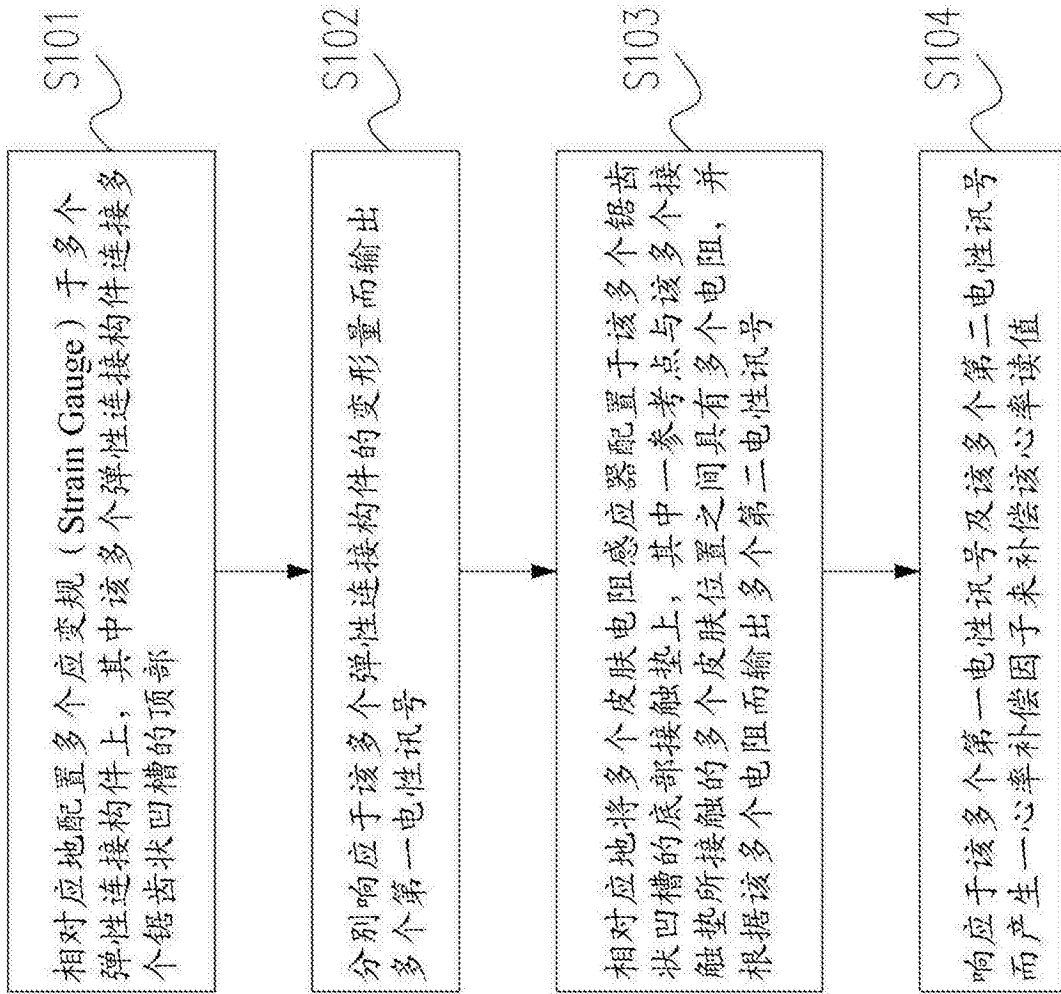 相对应地配置多个应变规（Strain Gauge）于多个
弹性连接构件上，其中该多个弹性连接构件连接多
个锯齿状凹槽的顶部
S101
分别响应于该多个弹性连接构件的变形量而输出
多个第一电性讯号
S102
相对应地将多个皮肤电阻感应器配置于该多个锯齿
状凹槽的底部接触垫上，其中一参考点与该多个接
触垫所接触的多个皮肤位置之间具有多个电阻，并
根据该多个电阻而输出多个第二电性讯号
S103
响应于该多个第一电性讯号及该多个第二电性讯号
而产生一心率补偿因子来补偿该心率读值
S104